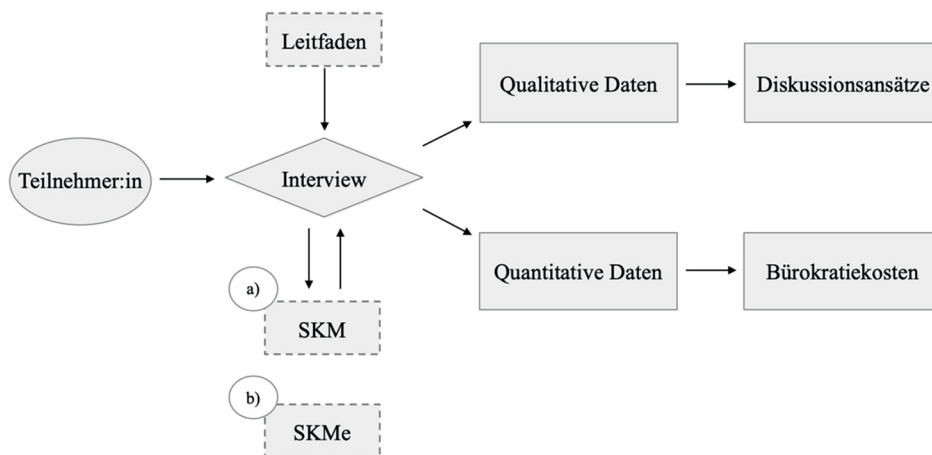 Leitfaden
Qualitative Daten
Diskussionsansätze
Teilnehmer:in
Interview
Quantitative Daten
Bürokratiekosten
a)
SKM
b)
SKMe